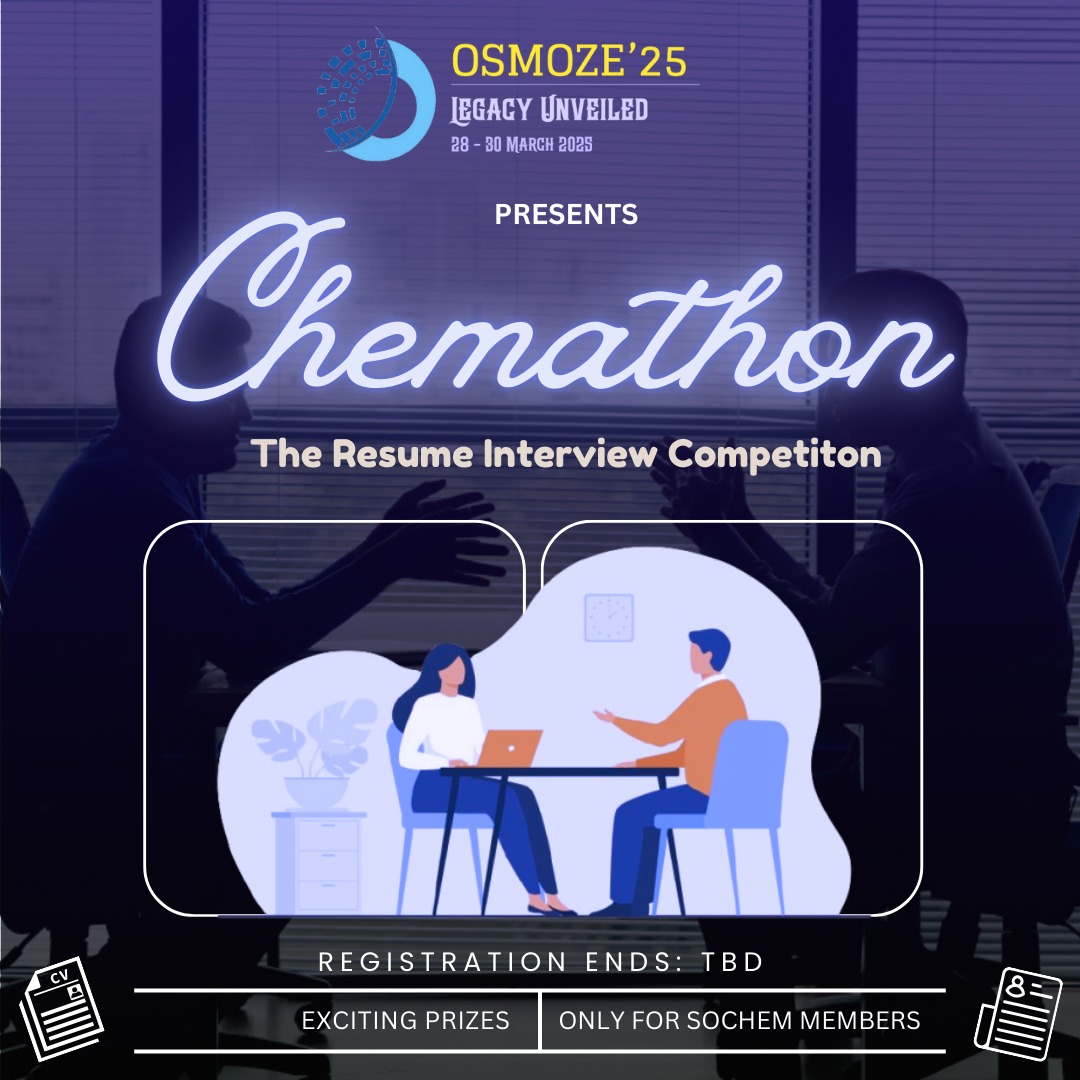 OSMOZE’25
LEGACY UNVEILED
28 - 30 MARCH 2025
PRESENTS
Chemathon
The Resume Interview Competiton
REGISTRATION ENDS: TBD
EXCITING PRIZES
ONLY FOR SOCHEM MEMBERS
CV